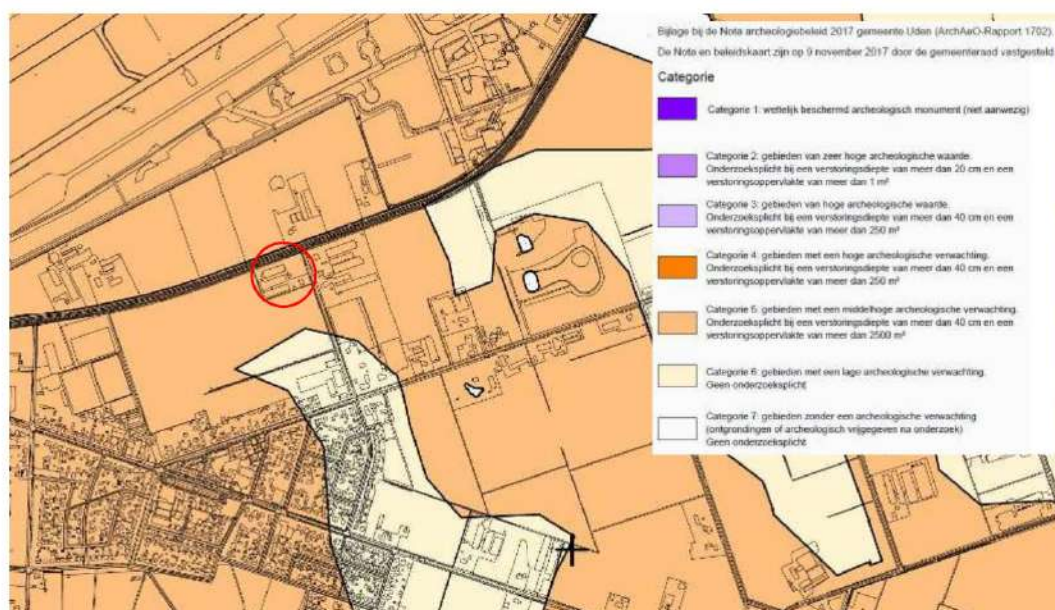 Bijlage bij de Nota archeologiebeleid 2017 gemeente Uden (ArchAeO-Rapport 1702).
De Nota en beleidskaart zijn op 9 november 2017 door de gemeenteraad vastgesteld
Categorie
Categorie 1: wettelijk beschermd archeologisch monument (niet aanwezig)
Categorie 2: gebieden van zeer hoge archeologische waarde.
Onderzoeksplicht bij een verstoringsdiepte van meer dan 20 cm en een
verstoringsoppervlakte van meer dan 1 m²
Categorie 3: gebieden van hoge archeologische waarde.
Onderzoeksplicht bij een verstoringsdiepte van meer dan 40 cm en een
verstoringsoppervlakte van meer dan 250 m²
Categorie 4: gebieden met een hoge archeologische verwachting.
Onderzoeksplicht bij een verstoringsdiepte van meer dan 40 cm en een
verstoringsoppervlakte van meer dan 250 m²
Categorie 5: gebieden met een middelhoge archeologische verwachting.
Onderzoeksplicht bij een verstoringsdiepte van meer dan 40 cm en een
verstoringsoppervlakte van meer dan 2500 m²
Categorie 6: gebieden met een lage archeologische verwachting.
Geen onderzoeksplicht
Categorie 7: gebieden zonder een archeologische verwachting
(ontgrondingen of archeologisch vrijgegeven na onderzoek)
Geen onderzoeksplicht